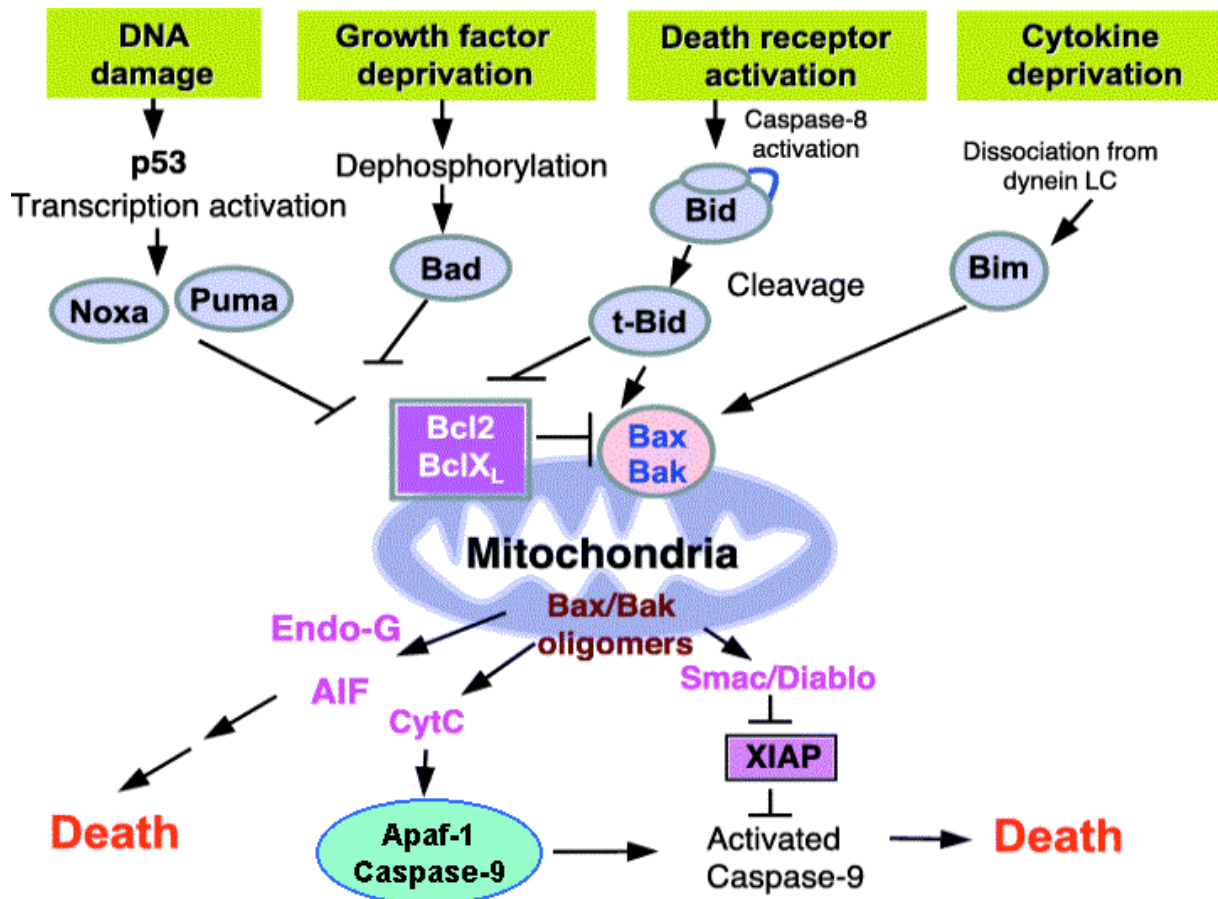 DNA
damage
Growth factor
deprivation
Death receptor
activation
Cytokine
deprivation
p53
Transcription activation
Dephosphorylation
Caspase-8
activation
Dissociation from
dynein LC
Noxa
Puma
Bad
Bid
Cleavage
t-Bid
Bim
Bcl2
BclXL
Bax
Bak
Mitochondria
Bax/Bak
oligomers
Endo-G
AIF
CytC
Smac/Diablo
XIAP
Death
Apaf-1
Caspase-9
Activated
Caspase-9
Death